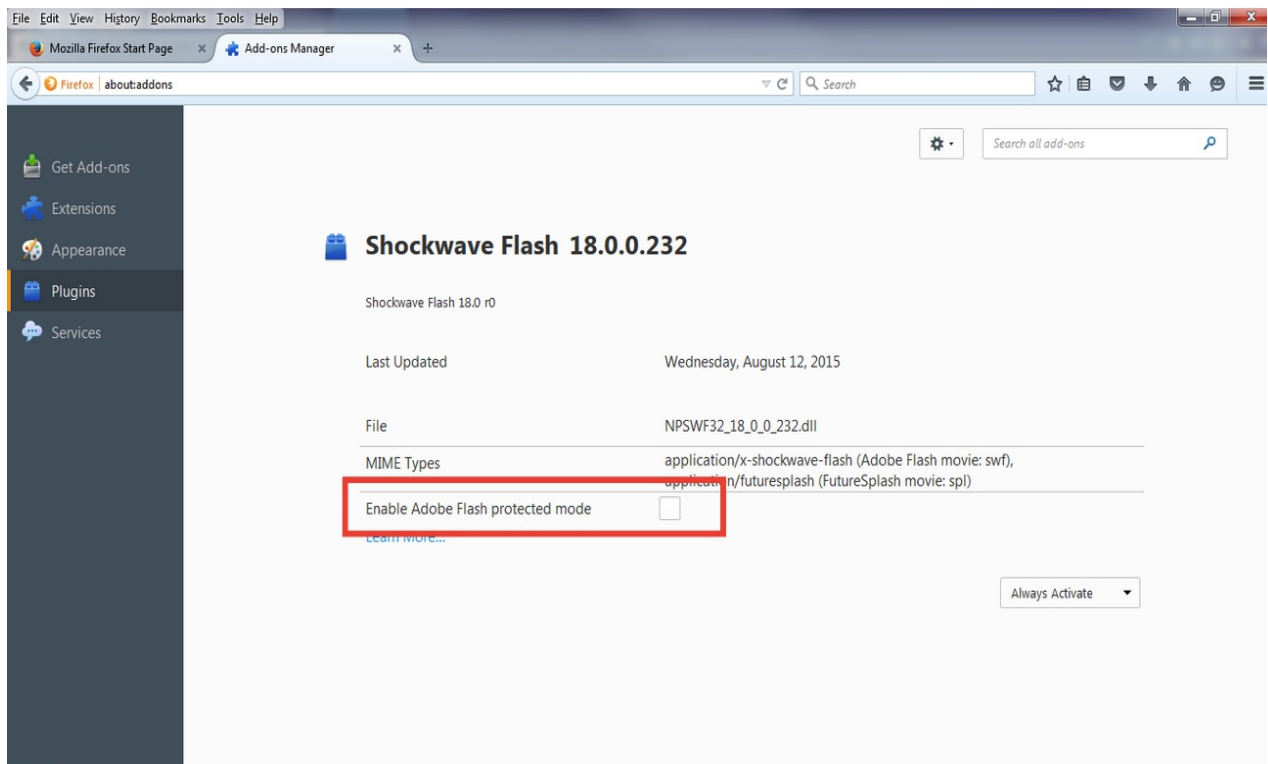 File Edit View History Bookmarks Tools Help
Mozilla Firefox Start Page
Add-ons Manager
Firefox about:addons
Search
Search all add-ons
Get Add-ons
Extensions
Appearance
Plugins
Services
Shockwave Flash 18.0.0.232
Shockwave Flash 18.0 r0
Last Updated Wednesday, August 12, 2015
File NPSWF32_18_0_0_232.dll
MIME Types application/x-shockwave-flash (Adobe Flash movie: swf),
application/futuresplash (FutureSplash movie: spl)
Enable Adobe Flash protected mode
Learn More...
Always Activate